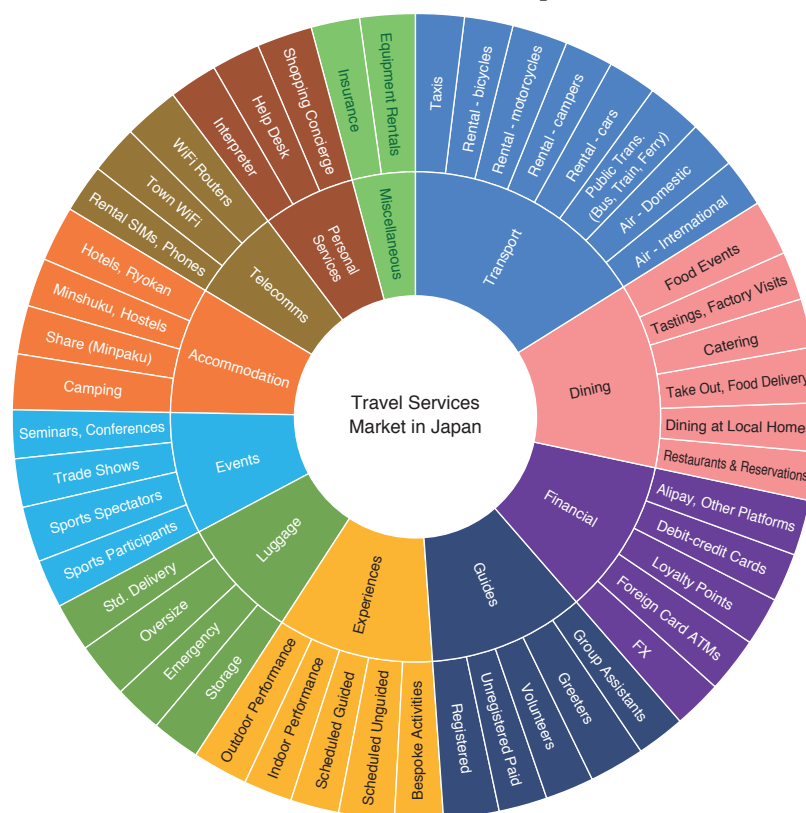 Travel Services
Market in Japan
Transport
Taxis
Rental - bicycles
Rental - motorcycles
Rental - campers
Rental - cars
Public Trans.
(Bus, Train, Ferry)
Air - Domestic
Air - International
Dining
Food Events
Tastings, Factory Visits
Catering
Take Out, Food Delivery
Dining at Local Home
Restaurants & Reservations
Financial
Alipay, Other Platforms
Debit-credit Cards
Loyalty Points
Foreign Card ATMs
FX
Guides
Group Assistants
Greeters
Volunteers
Unregistered Paid
Registered
Experiences
Bespoke Activities
Scheduled Unguided
Scheduled Guided
Indoor Performance
Outdoor Performance
Luggage
Storage
Emergency
Oversize
Std. Delivery
Events
Sports Participants
Sports Spectators
Trade Shows
Seminars, Conferences
Accommodation
Camping
Share (Minpaku)
Minshuku, Hostels
Hotels, Ryokan
Telecomms
Rental SIMs, Phones
Town WiFi
WiFi Routers
Personal
Services
Interpreter
Help Desk
Shopping Concierge
Miscellaneous
Insurance
Equipment Rentals